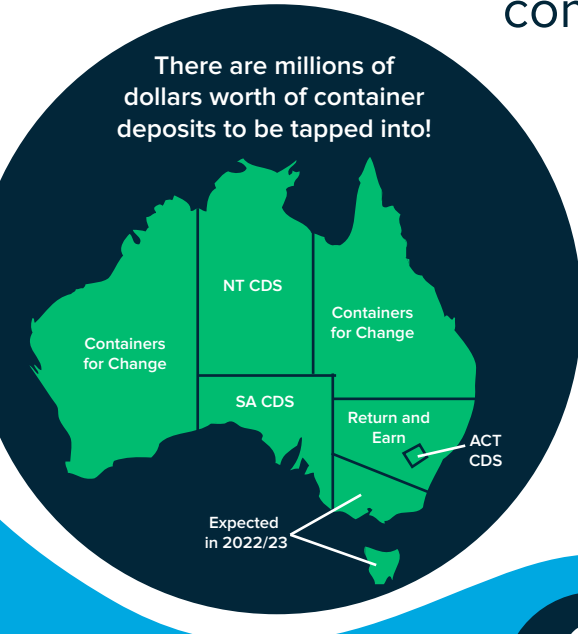 con
There are millions of
dollars worth of container
deposits to be tapped into!
NT CDS
Containers
for Change
Containers
for Change
SA CDS
Return and
Earn
ACT
CDS
Expected
in 2022/23